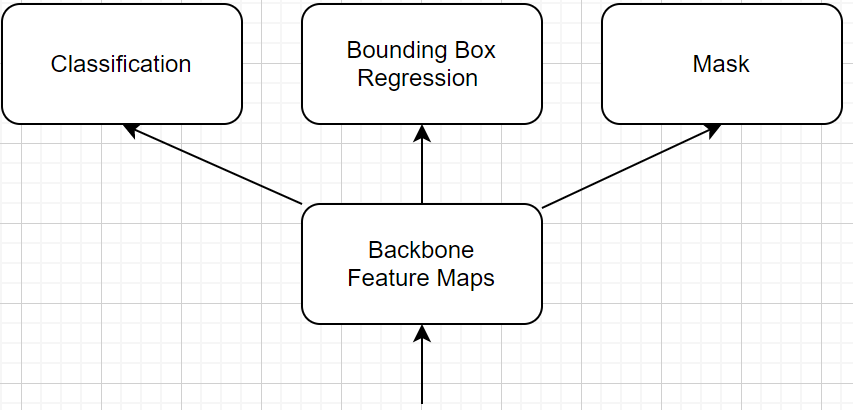 Classification
Bounding Box
Regression
Mask
Backbone
Feature Maps